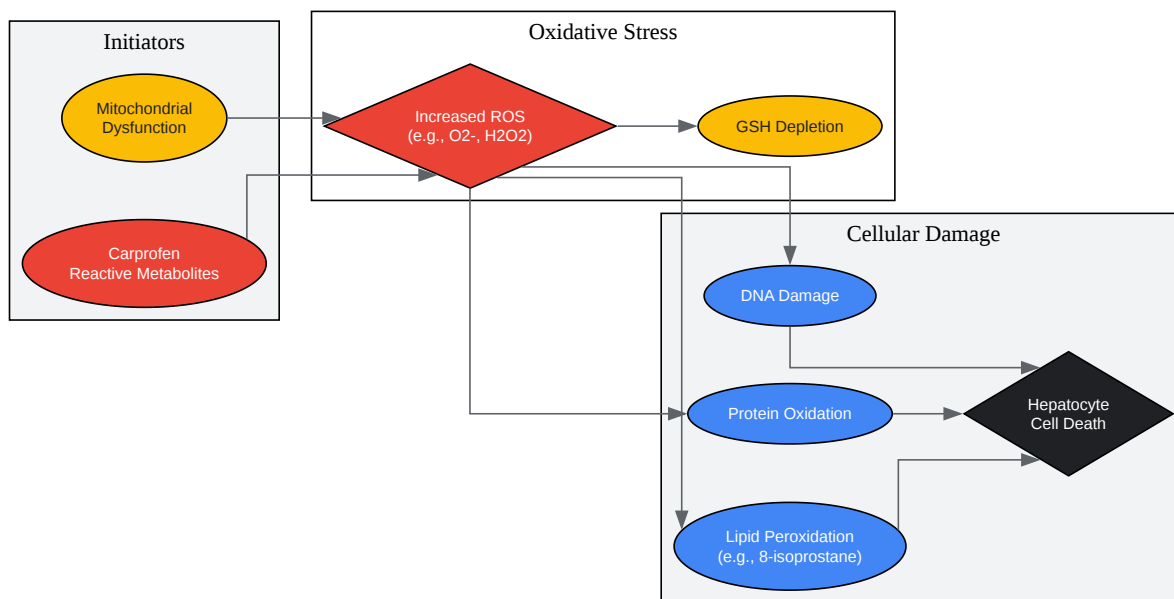 Initiators
Mitochondrial
Dysfunction
Carprofen
Reactive Metabolites
Oxidative Stress
Increased ROS
(e.g., O2-, H2O2)
GSH Depletion
Cellular Damage
DNA Damage
Protein Oxidation
Lipid Peroxidation
(e.g., 8-isoprostane)
Hepatocyte
Cell Death